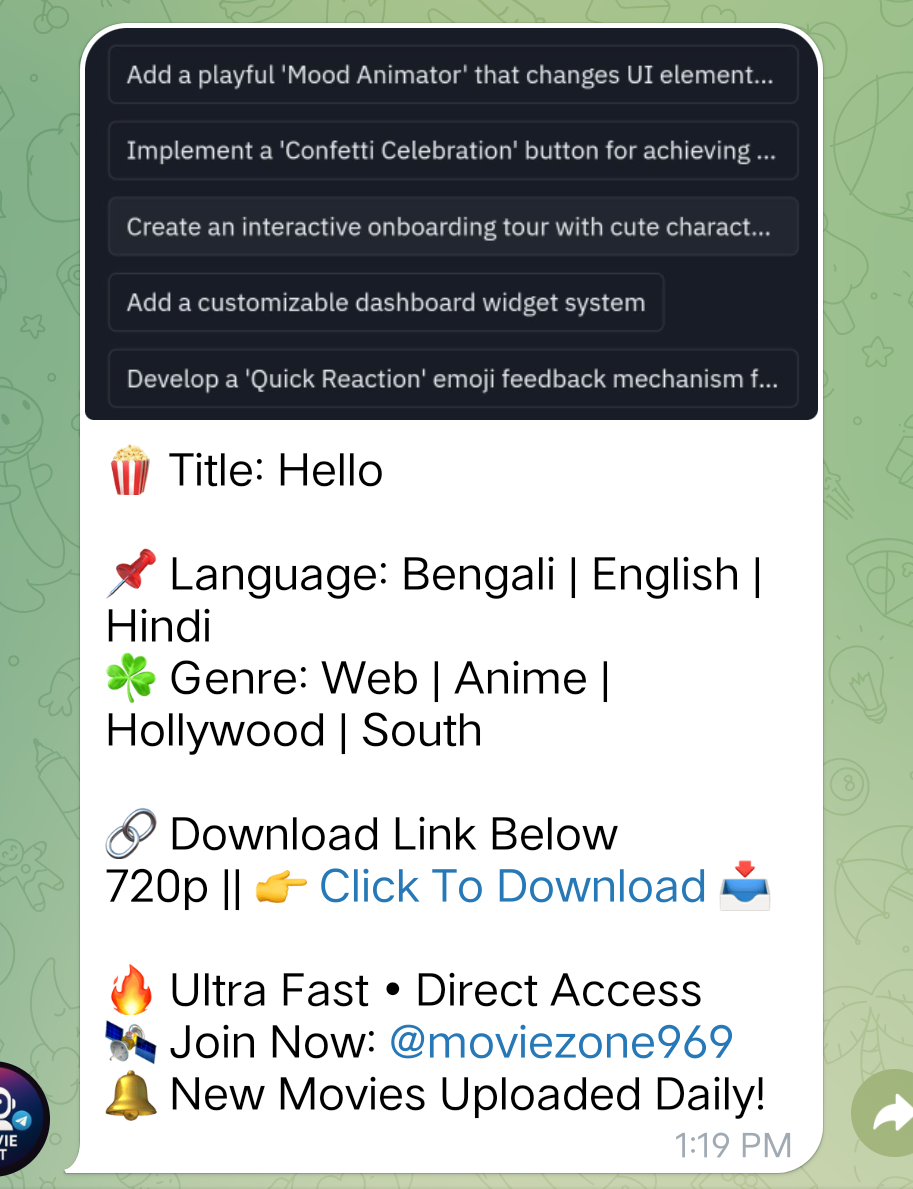 Add a playful 'Mood Animator' that changes UI element...
Implement a 'Confetti Celebration' button for achieving ...
Create an interactive onboarding tour with cute charact...
Add a customizable dashboard widget system
Develop a 'Quick Reaction' emoji feedback mechanism f...
🍿 Title: Hello
📌 Language: Bengali | English |
Hindi
☘️ Genre: Web | Anime |
Hollywood | South
🔗 Download Link Below
720p || 👉 Click To Download 📥
🔥 Ultra Fast • Direct Access
🛰 Join Now: @moviezone969
🔔 New Movies Uploaded Daily!
1:19 PM